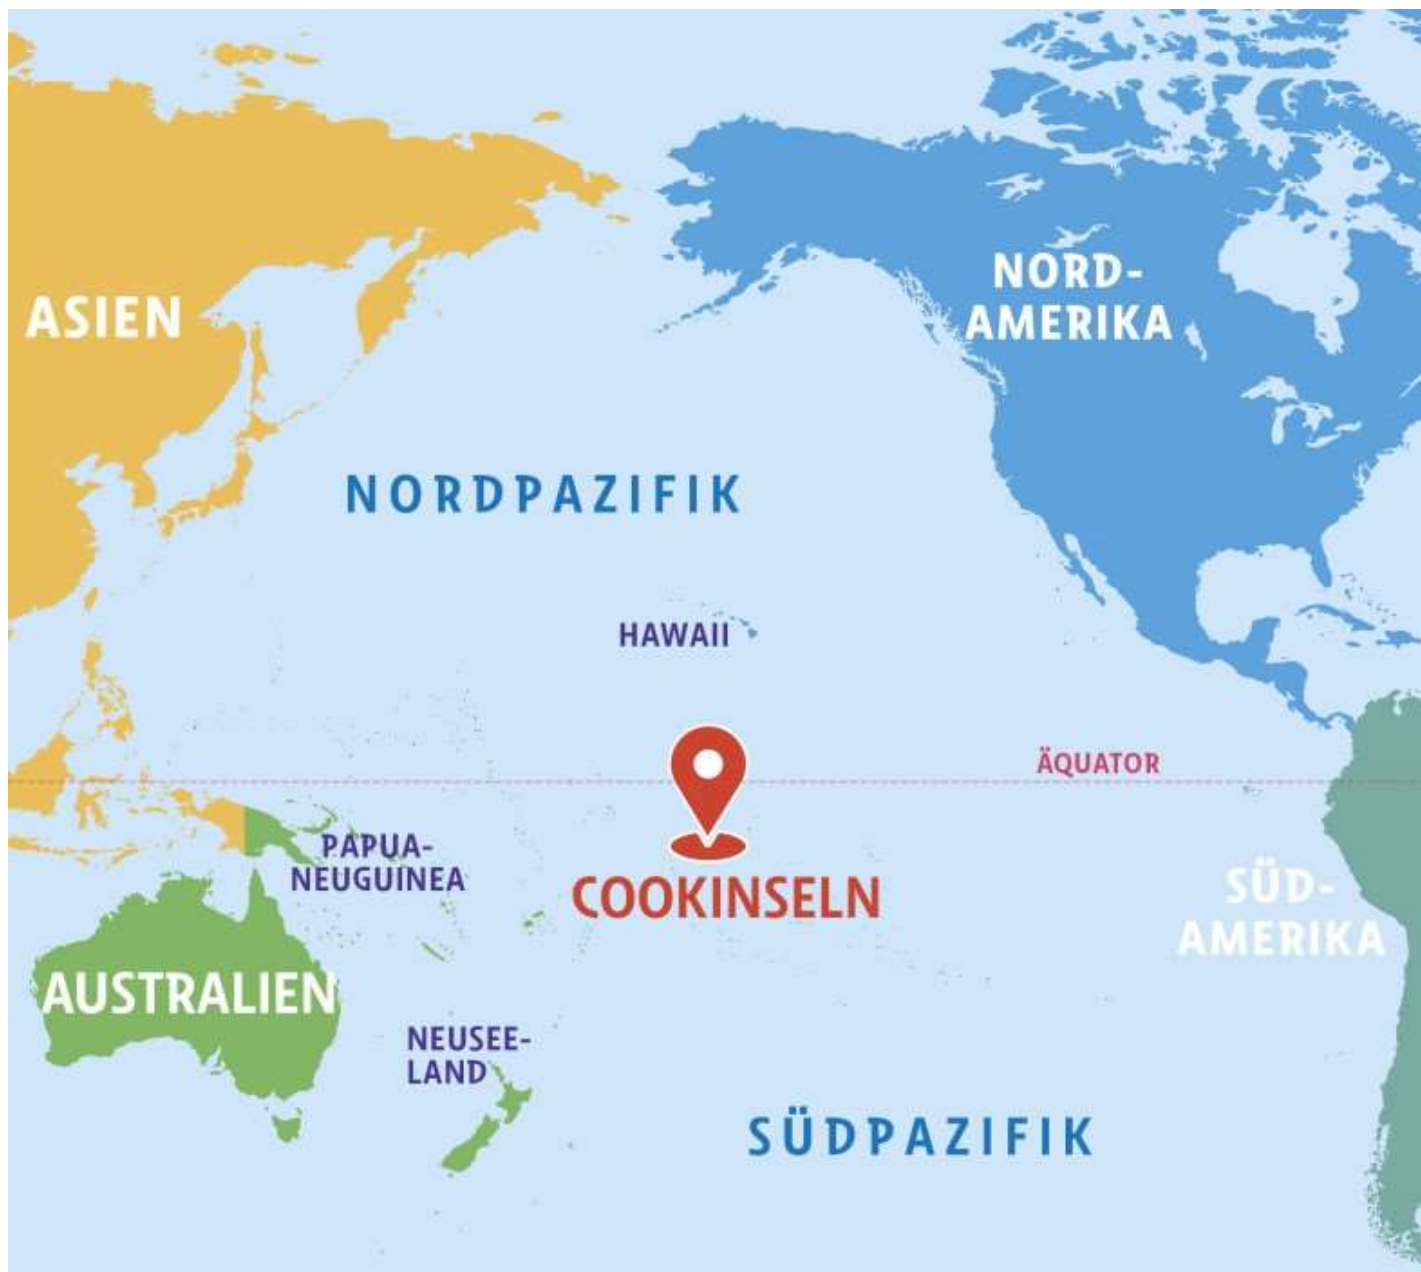 NORD-
AMERIKA
ASIEN
NORDPAZIFIK
HAWAII
ÄQUATOR
PAPUA-
NEUGUINEA
COOKINSELN
SÜD-
AMERIKA
AUSTRALIEN
NEUSEE-
LAND
SÜDPAZIFIK